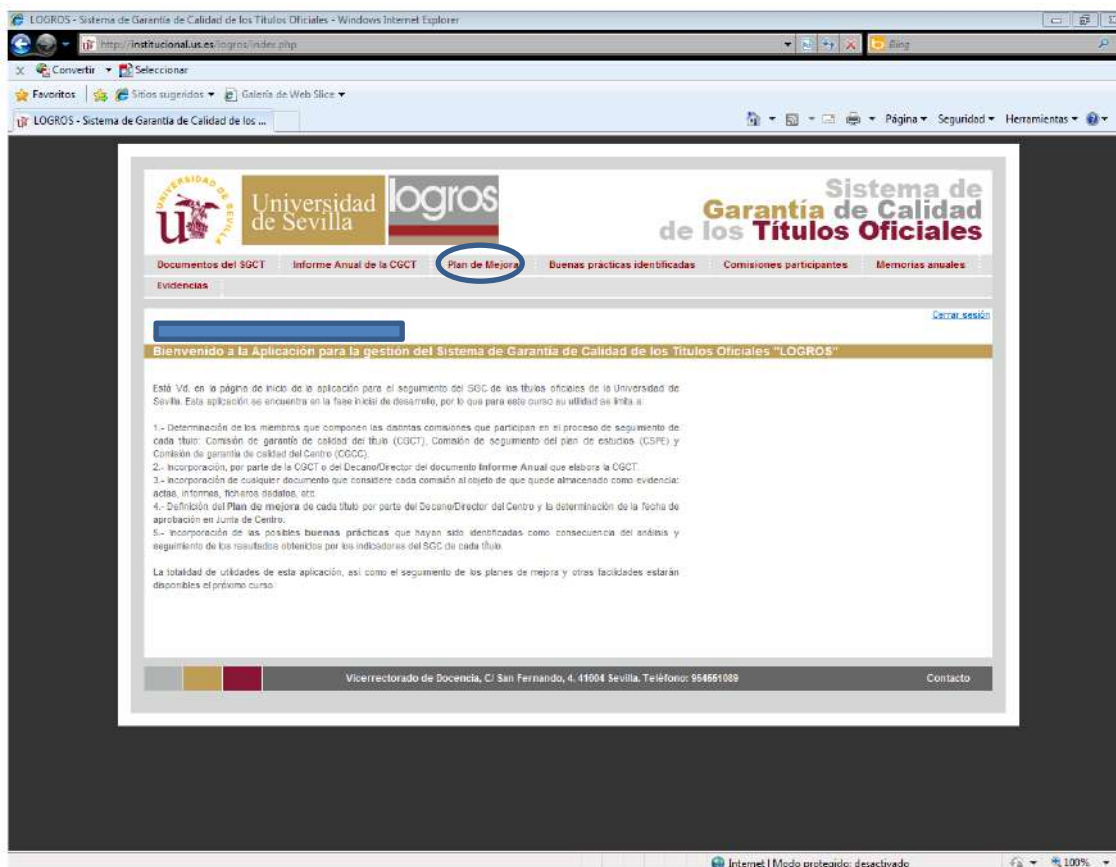 LOGROS - Sistema de Garantía de Calidad de los Títulos Oficiales - Windows Internet Explorer
http://institucional.us.es/logros/index.php
Bing
x Convertir Seleccionar
Favoritos Sitios sugeridos Galería de Web Slice
LOGROS - Sistema de Garantía de Calidad de los ...
Página Seguridad Herramientas
UNIVERSIDAD DE SEVILLA
Universidad de Sevilla
logros
Sistema de
Garantía de Calidad
de los Títulos Oficiales
Documentos del SGCT Informe Anual de la CGCT Plan de Mejora Buenas prácticas identificadas Comisiones participantes Memorias anuales
Evidencias
Cerrar sesión
Bienvenido a la Aplicación para la gestión del Sistema de Garantía de Calidad de los Títulos Oficiales "LOGROS"
Está Vd. en la página de inicio de la aplicación para el seguimiento del SGC de los títulos oficiales de la Universidad de
Sevilla. Esta aplicación se encuentra en la fase inicial de desarrollo, por lo que para este curso su utilidad se limita a:
1.- Determinación de los miembros que componen las distintas comisiones que participan en el proceso de seguimiento de
cada título: Comisión de garantía de calidad del título (CGCT), Comisión de seguimiento del plan de estudios (CSPE) y
Comisión de garantía de calidad del Centro (CGCC).
2.- Incorporación, por parte de la CGCT o del Decano/Director del documento Informe Anual que elabora la CGCT.
3.- Incorporación de cualquier documento que considere cada comisión al objeto de que quede almacenado como evidencia:
actas, informes, ficheros dedatos, etc.
4.- Definición del Plan de mejora de cada título por parte del Decano/Director del Centro y la determinación de la fecha de
aprobación en Junta de Centro.
5.- Incorporación de las posibles buenas prácticas que hayan sido identificadas como consecuencia del análisis y
seguimiento de los resultados obtenidos por los indicadores del SGC de cada título.
La totalidad de utilidades de esta aplicación, así como el seguimiento de los planes de mejora y otras facilidades estarán
disponibles el próximo curso.
Vicerrectorado de Docencia, C/ San Fernando, 4, 41004 Sevilla. Teléfono: 954551089 Contacto
Internet | Modo protegido: desactivado 100%